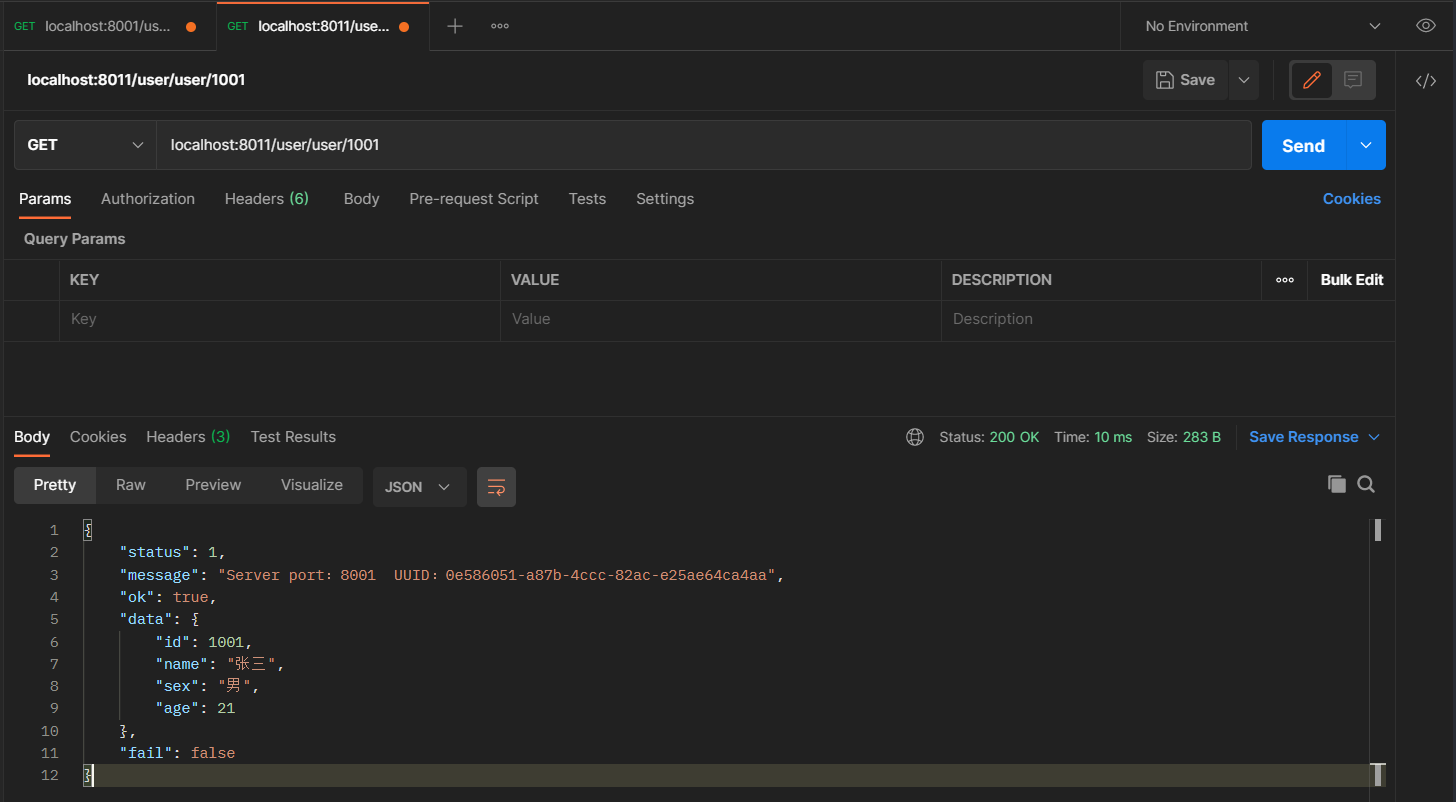 GET localhost:8001/us... GET localhost:8011/use... No Environment
localhost:8011/user/user/1001 Save
GET localhost:8011/user/user/1001 Send
Params Authorization Headers (6) Body Pre-request Script Tests Settings Cookies
Query Params
KEY VALUE DESCRIPTION Bulk Edit
Key Value Description
Body Cookies Headers (3) Test Results Status: 200 OK Time: 10 ms Size: 283 B Save Response
Pretty Raw Preview Visualize JSON
1 {
2 "status": 1,
3 "message": "Server port：8001  UUID：0e586051-a87b-4ccc-82ac-e25ae64ca4aa",
4 "ok": true,
5 "data": {
6 "id": 1001,
7 "name": "张三",
8 "sex": "男",
9 "age": 21
10 },
11 "fail": false
12 }